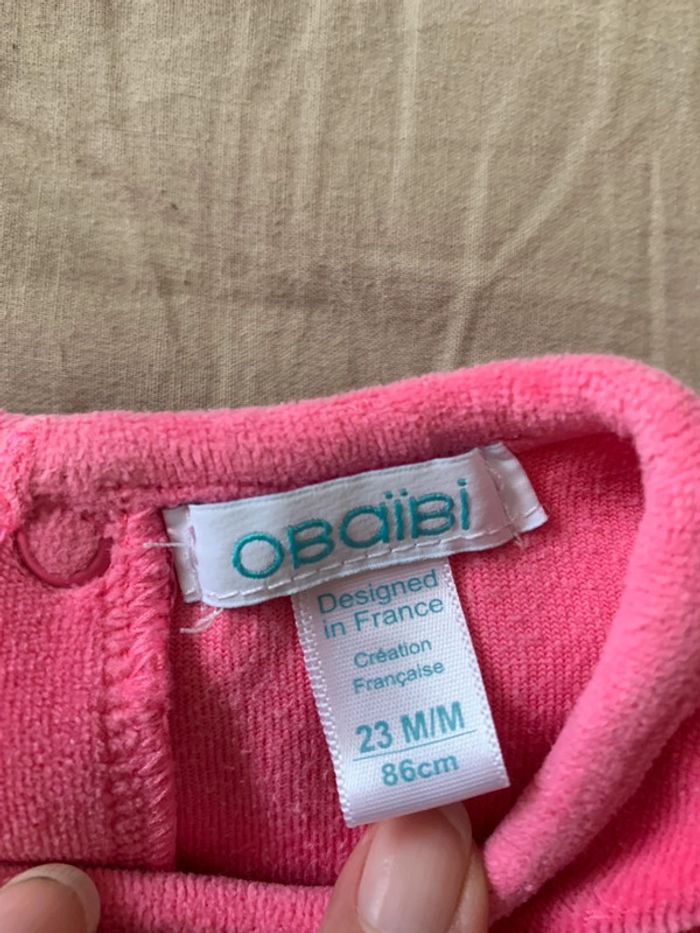 OBaïBi
Designed
in France
Création
Française
23 M/M
86cm